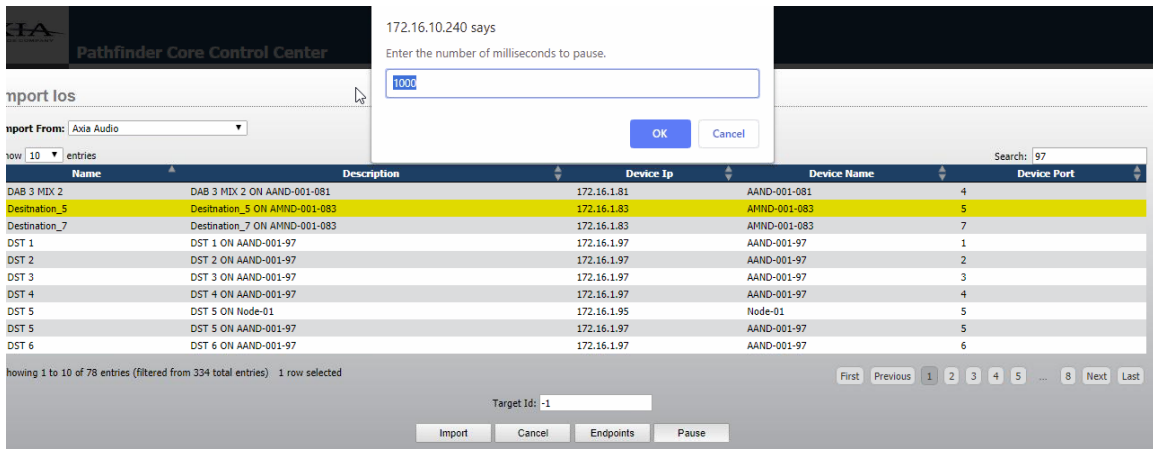 172.16.10.240 says
Enter the number of milliseconds to pause.
1000
OK Cancel
XIA
Pathfinder Core Control Center
mport Ios
mport From: Axia Audio
how 10 entries Search: 97
Name Description Device Ip Device Name Device Port
DAB 3 MIX 2 DAB 3 MIX 2 ON AAND-001-081 172.16.1.81 AAND-001-081 4
Desitnation_5 Desitnation_5 ON AMND-001-083 172.16.1.83 AMND-001-083 5
Destination_7 Destination_7 ON AMND-001-083 172.16.1.83 AMND-001-083 7
DST 1 DST 1 ON AAND-001-97 172.16.1.97 AAND-001-97 1
DST 2 DST 2 ON AAND-001-97 172.16.1.97 AAND-001-97 2
DST 3 DST 3 ON AAND-001-97 172.16.1.97 AAND-001-97 3
DST 4 DST 4 ON AAND-001-97 172.16.1.97 AAND-001-97 4
DST 5 DST 5 ON Node-01 172.16.1.95 Node-01 5
DST 5 DST 5 ON AAND-001-97 172.16.1.97 AAND-001-97 5
DST 6 DST 6 ON AAND-001-97 172.16.1.97 AAND-001-97 6
howing 1 to 10 of 78 entries (filtered from 334 total entries) 1 row selected First Previous 1 2 3 4 5 ... 8 Next Last
Target Id: -1
Import Cancel Endpoints Pause